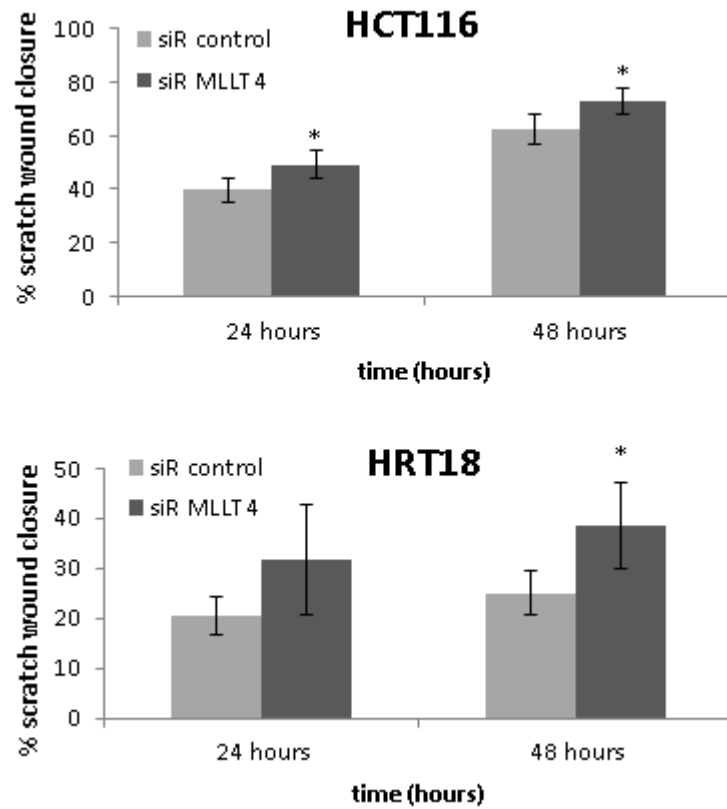 HCT116
siR control
siR MLLT4
100
80
60
40
20
0
% scratch wound closure
*
*
24 hours
48 hours
time (hours)
HRT18
siR control
siR MLLT4
50
40
30
20
10
0
% scratch wound closure
*
24 hours
48 hours
time (hours)